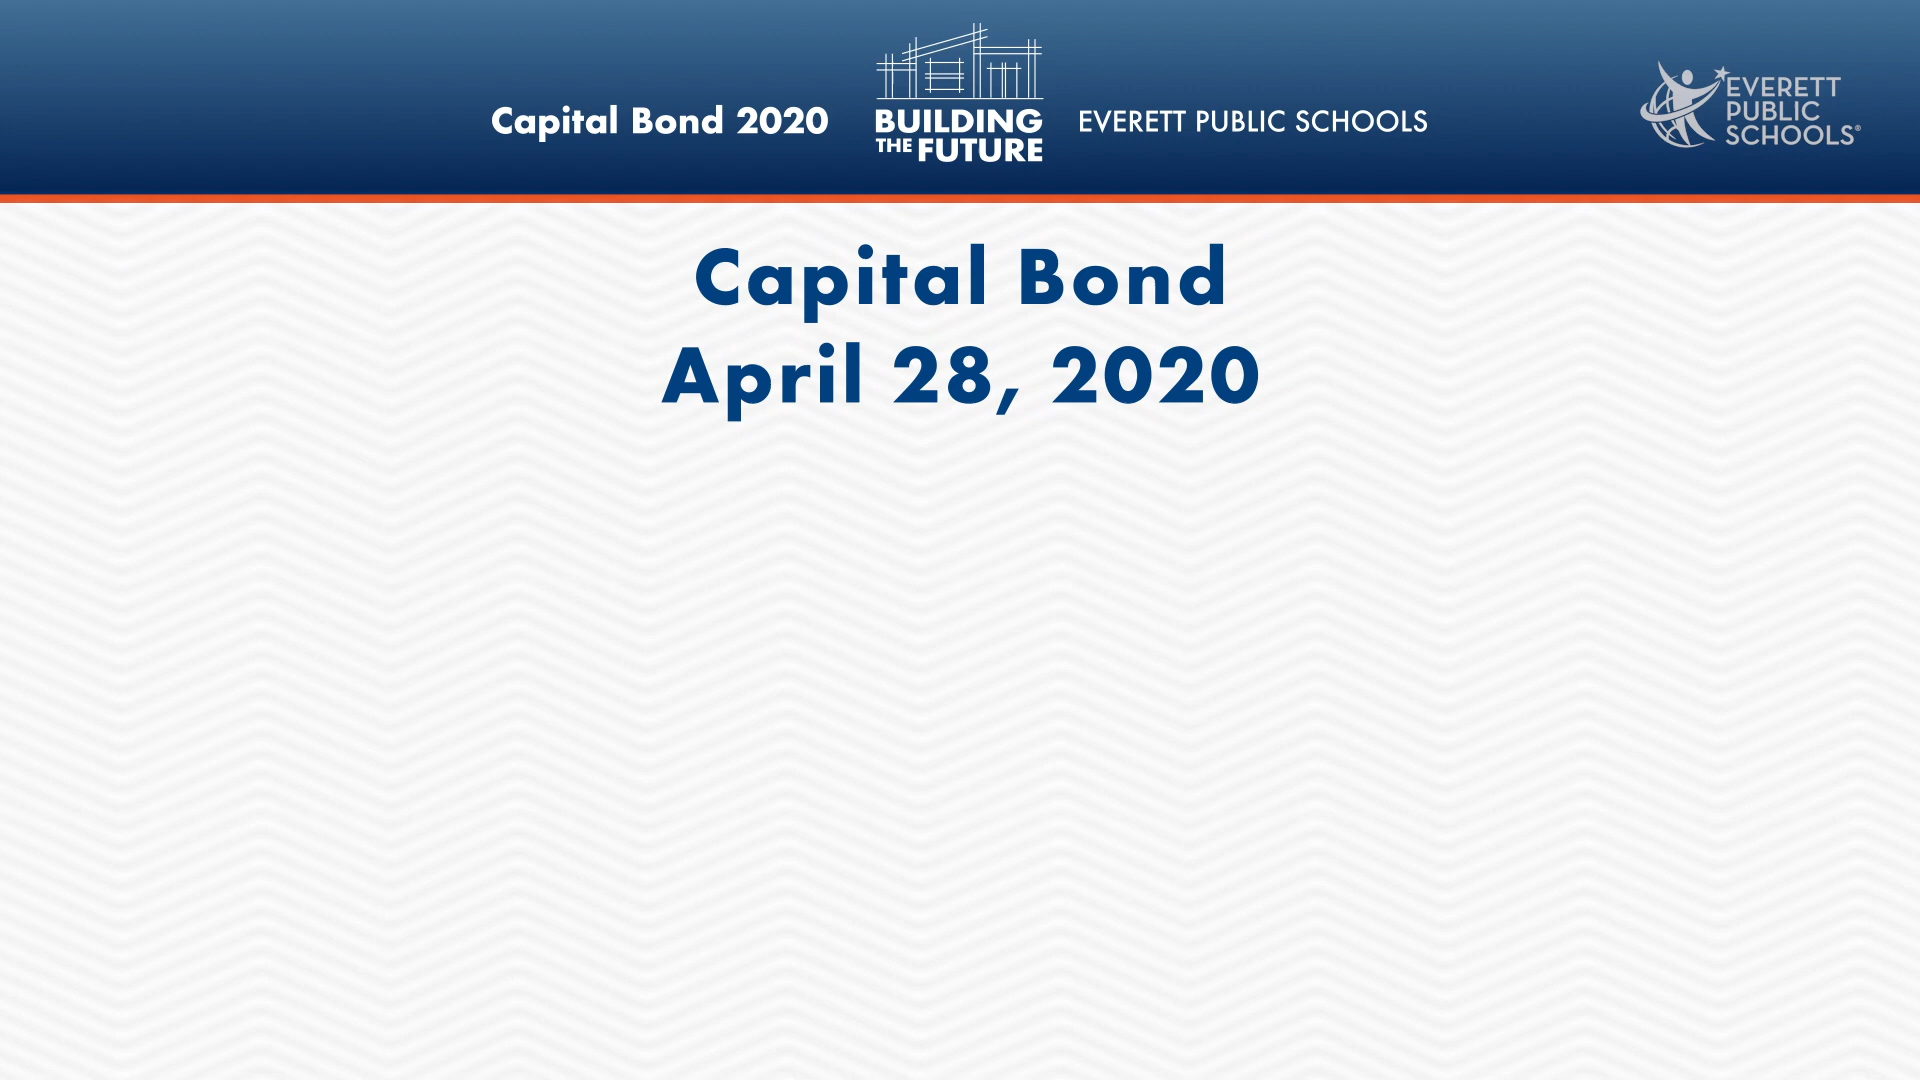 Capital Bond 2020
BUILDING
THE FUTURE
EVERETT PUBLIC SCHOOLS
EVERETT
PUBLIC
SCHOOLS®
Capital Bond
April 28, 2020